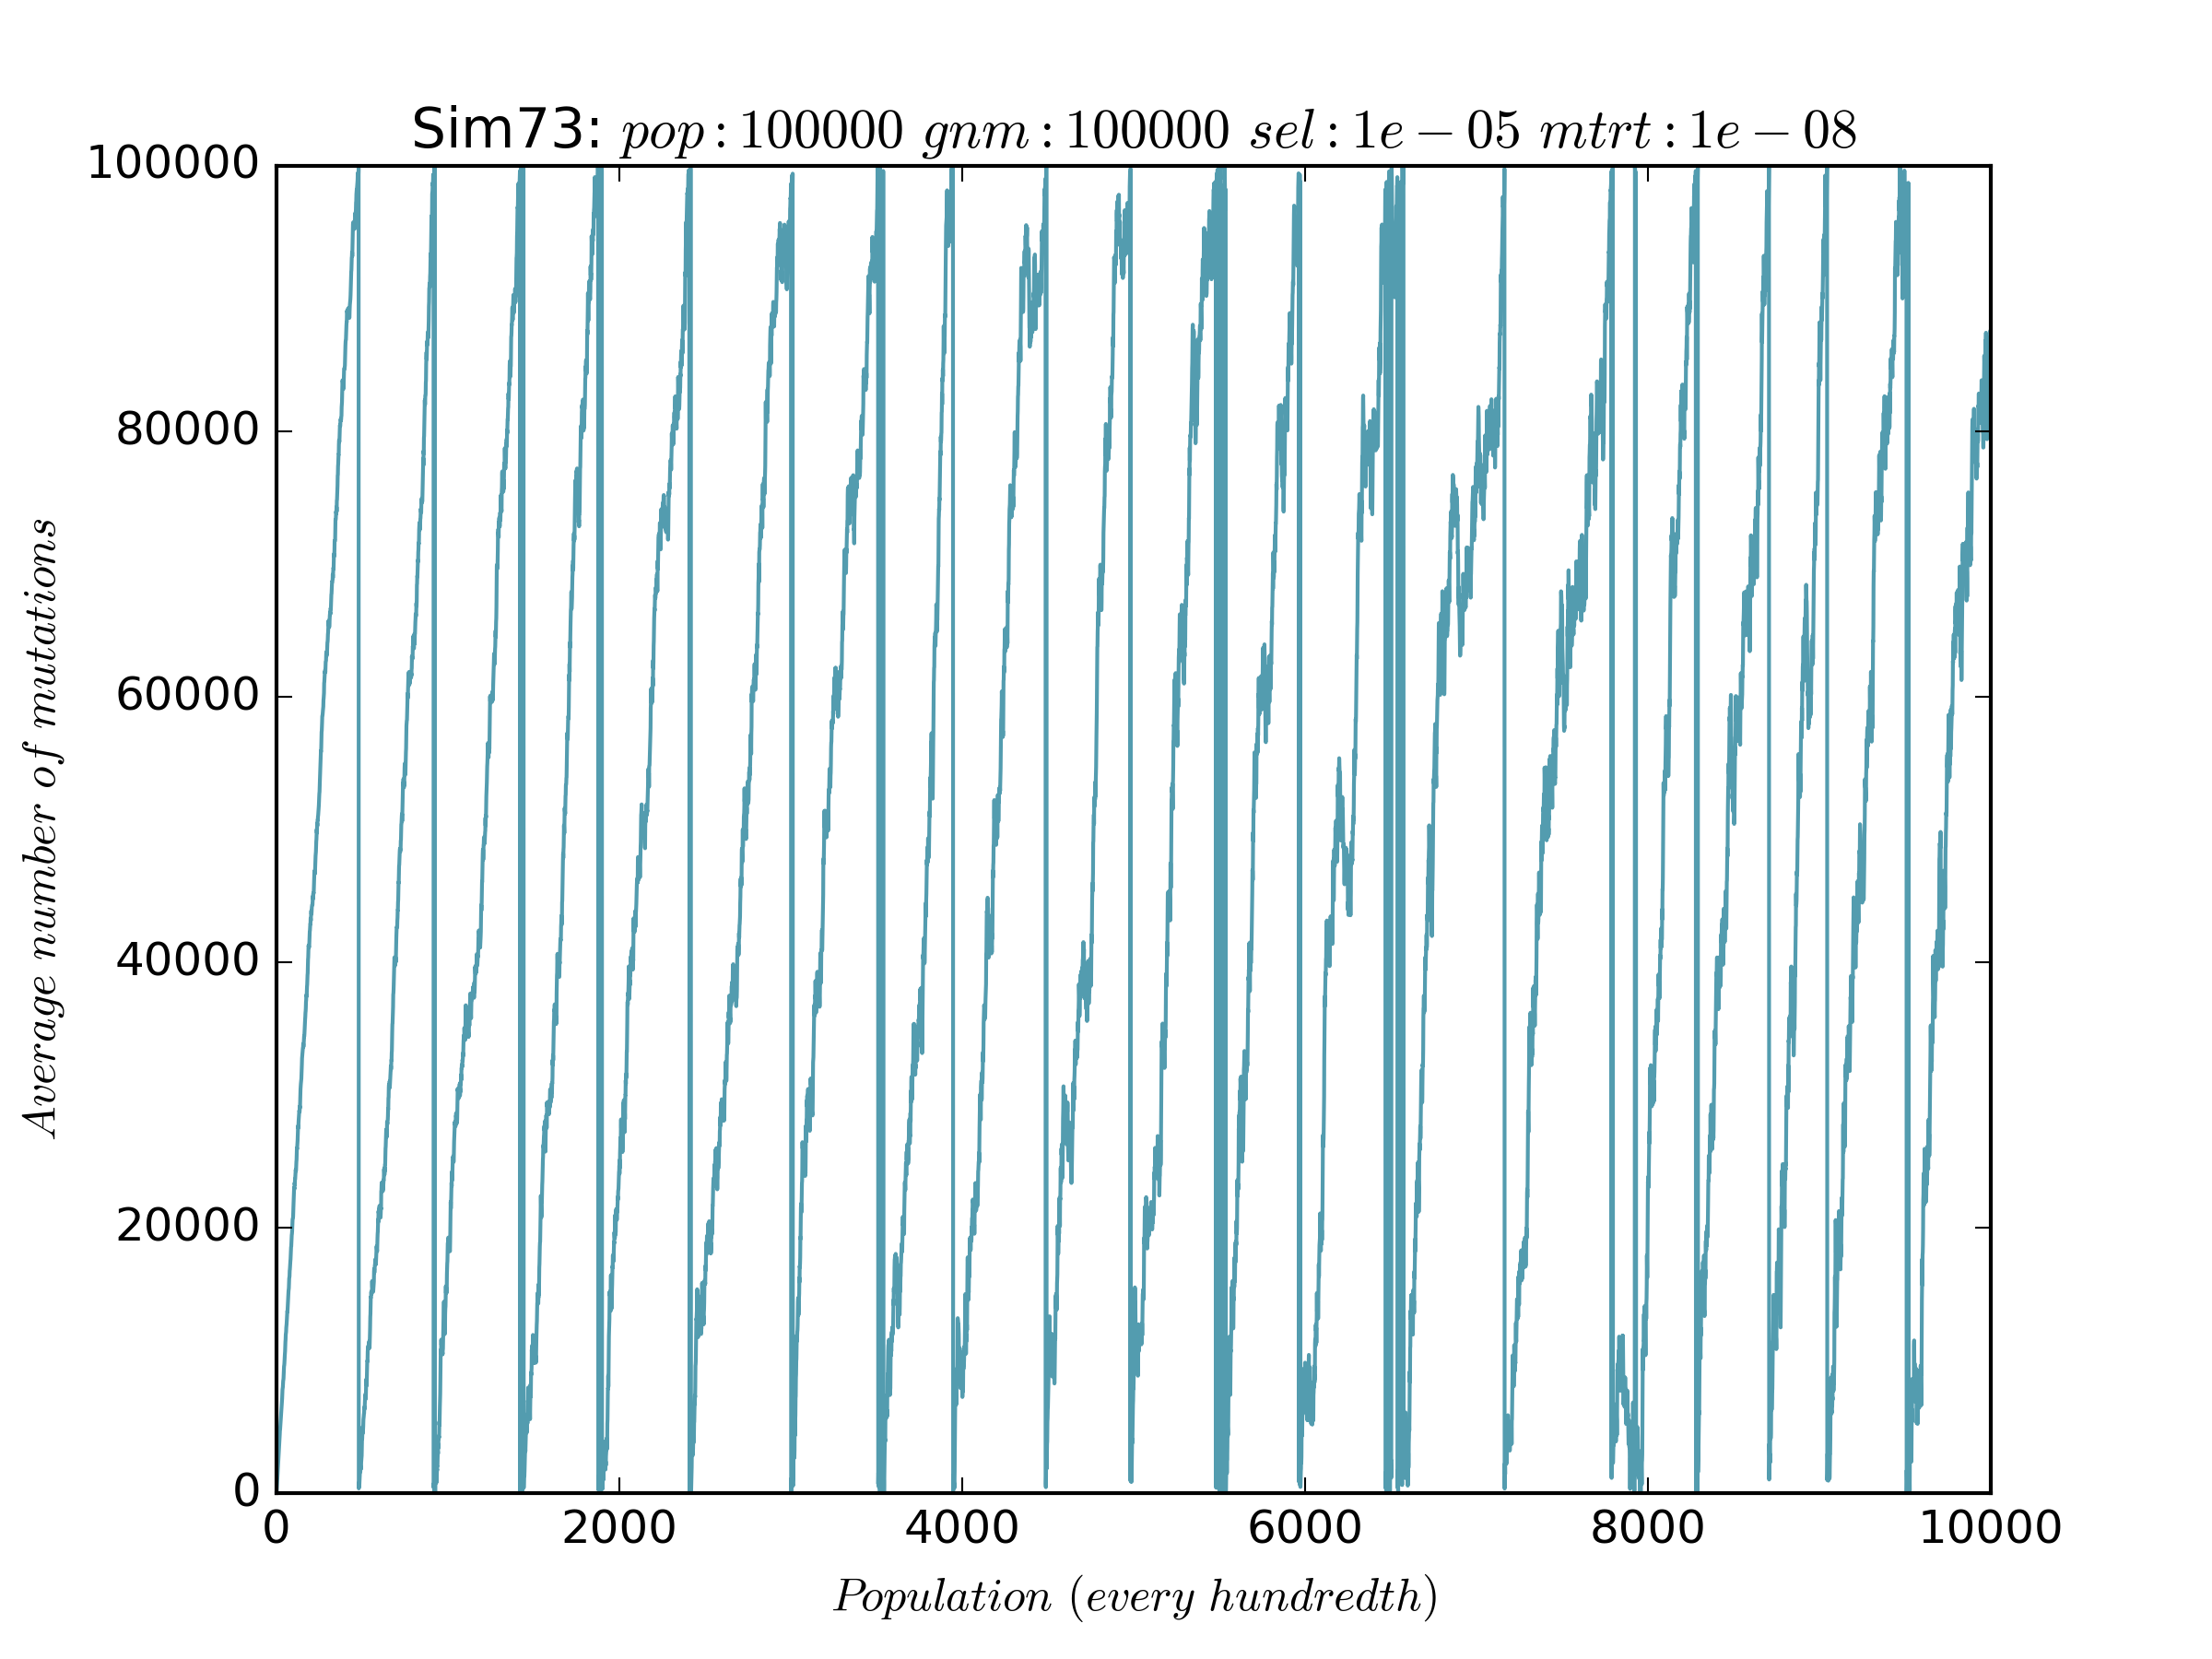 Sim73: pop : 100000 gnm : 100000 sel : 1e − 05 mtrt : 1e − 08
100000
80000
60000
40000
20000
0
Average number of mutations
0 2000 4000 6000 8000 10000
Population (every hundredth)